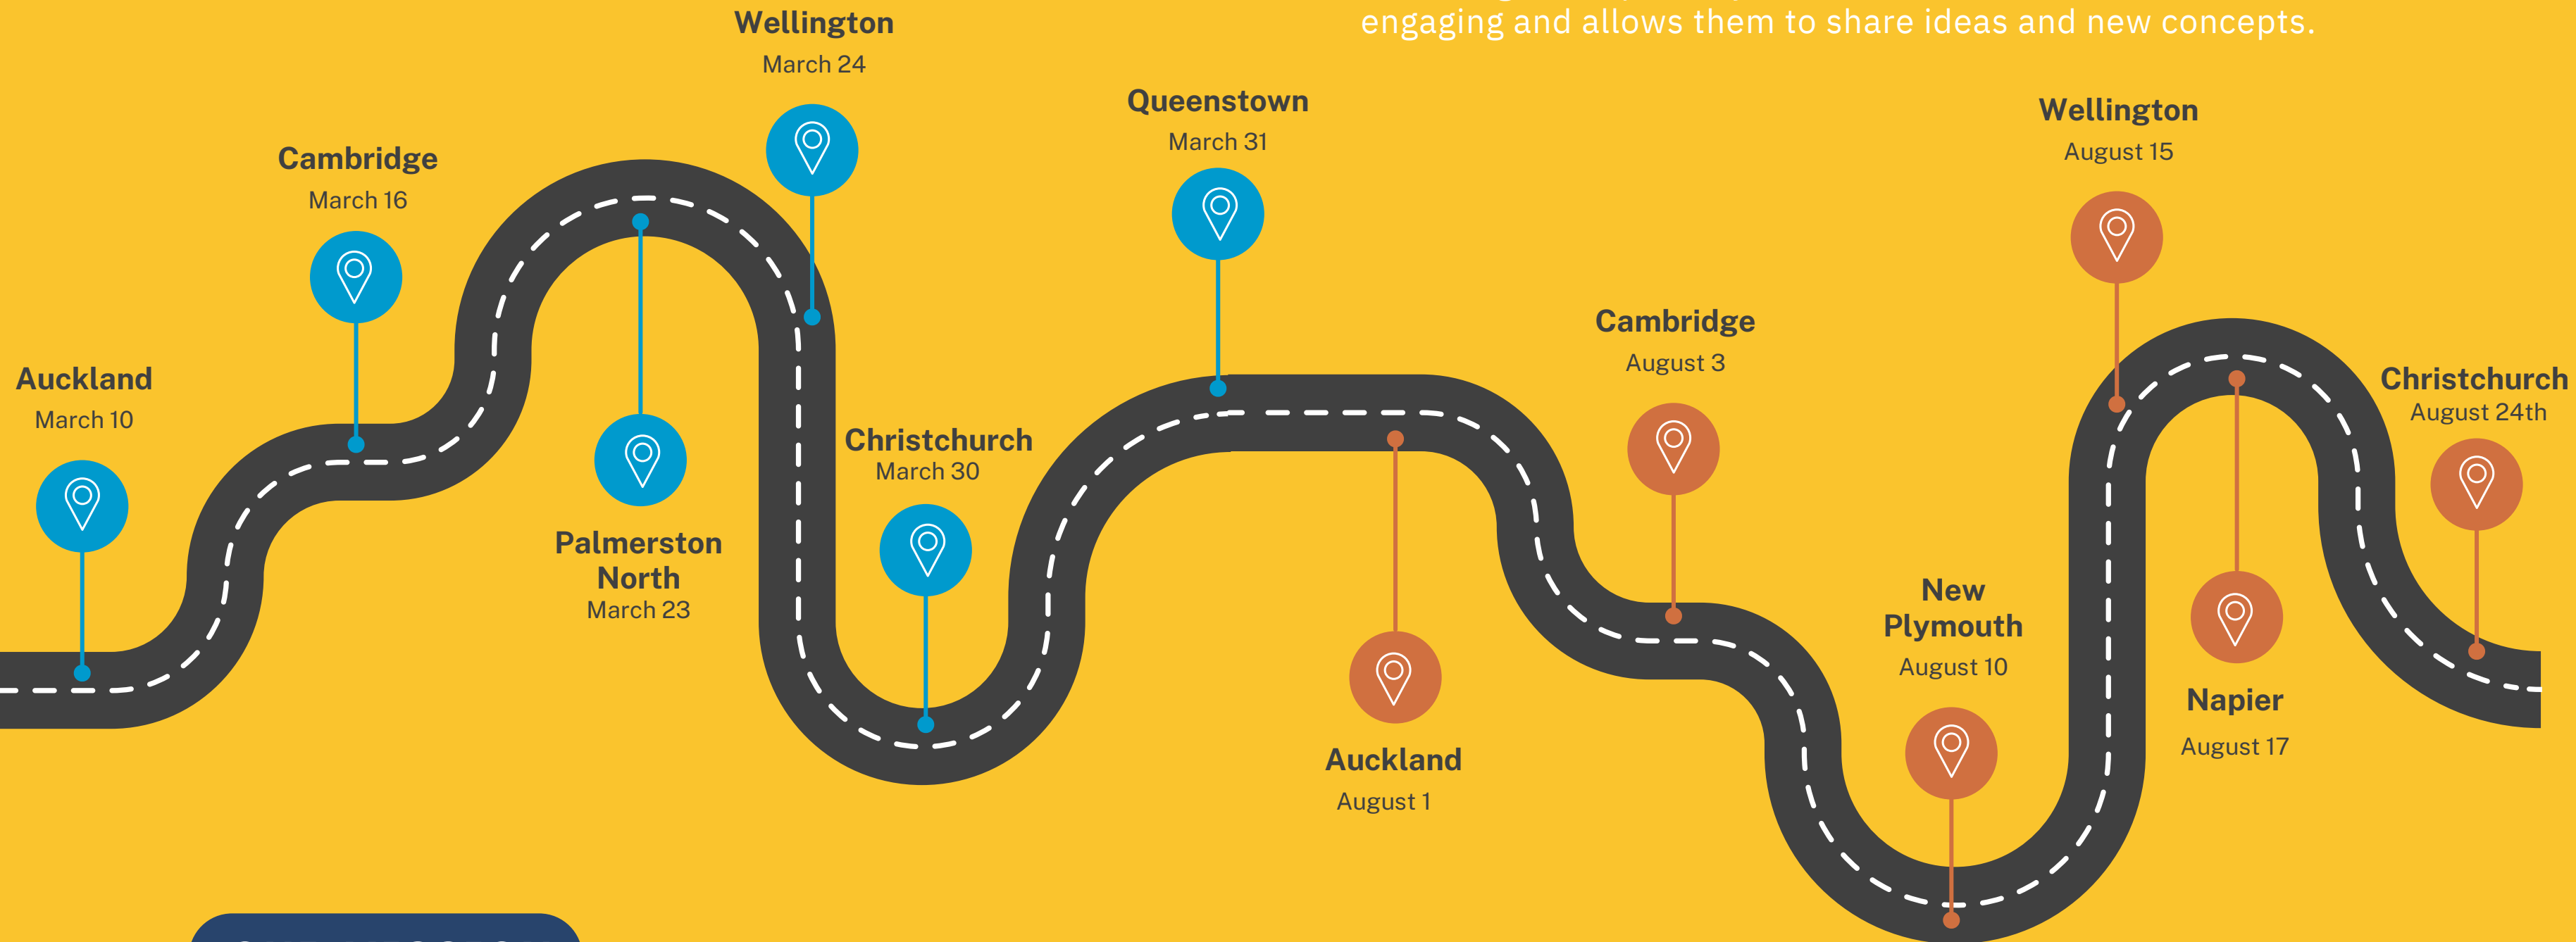 engaging and allows them to share ideas and new concepts.
Auckland
March 10
Cambridge
March 16
Palmerston
North
March 23
Wellington
March 24
Christchurch
March 30
Queenstown
March 31
Auckland
August 1
Cambridge
August 3
New
Plymouth
August 10
Wellington
August 15
Napier
August 17
Christchurch
August 24th